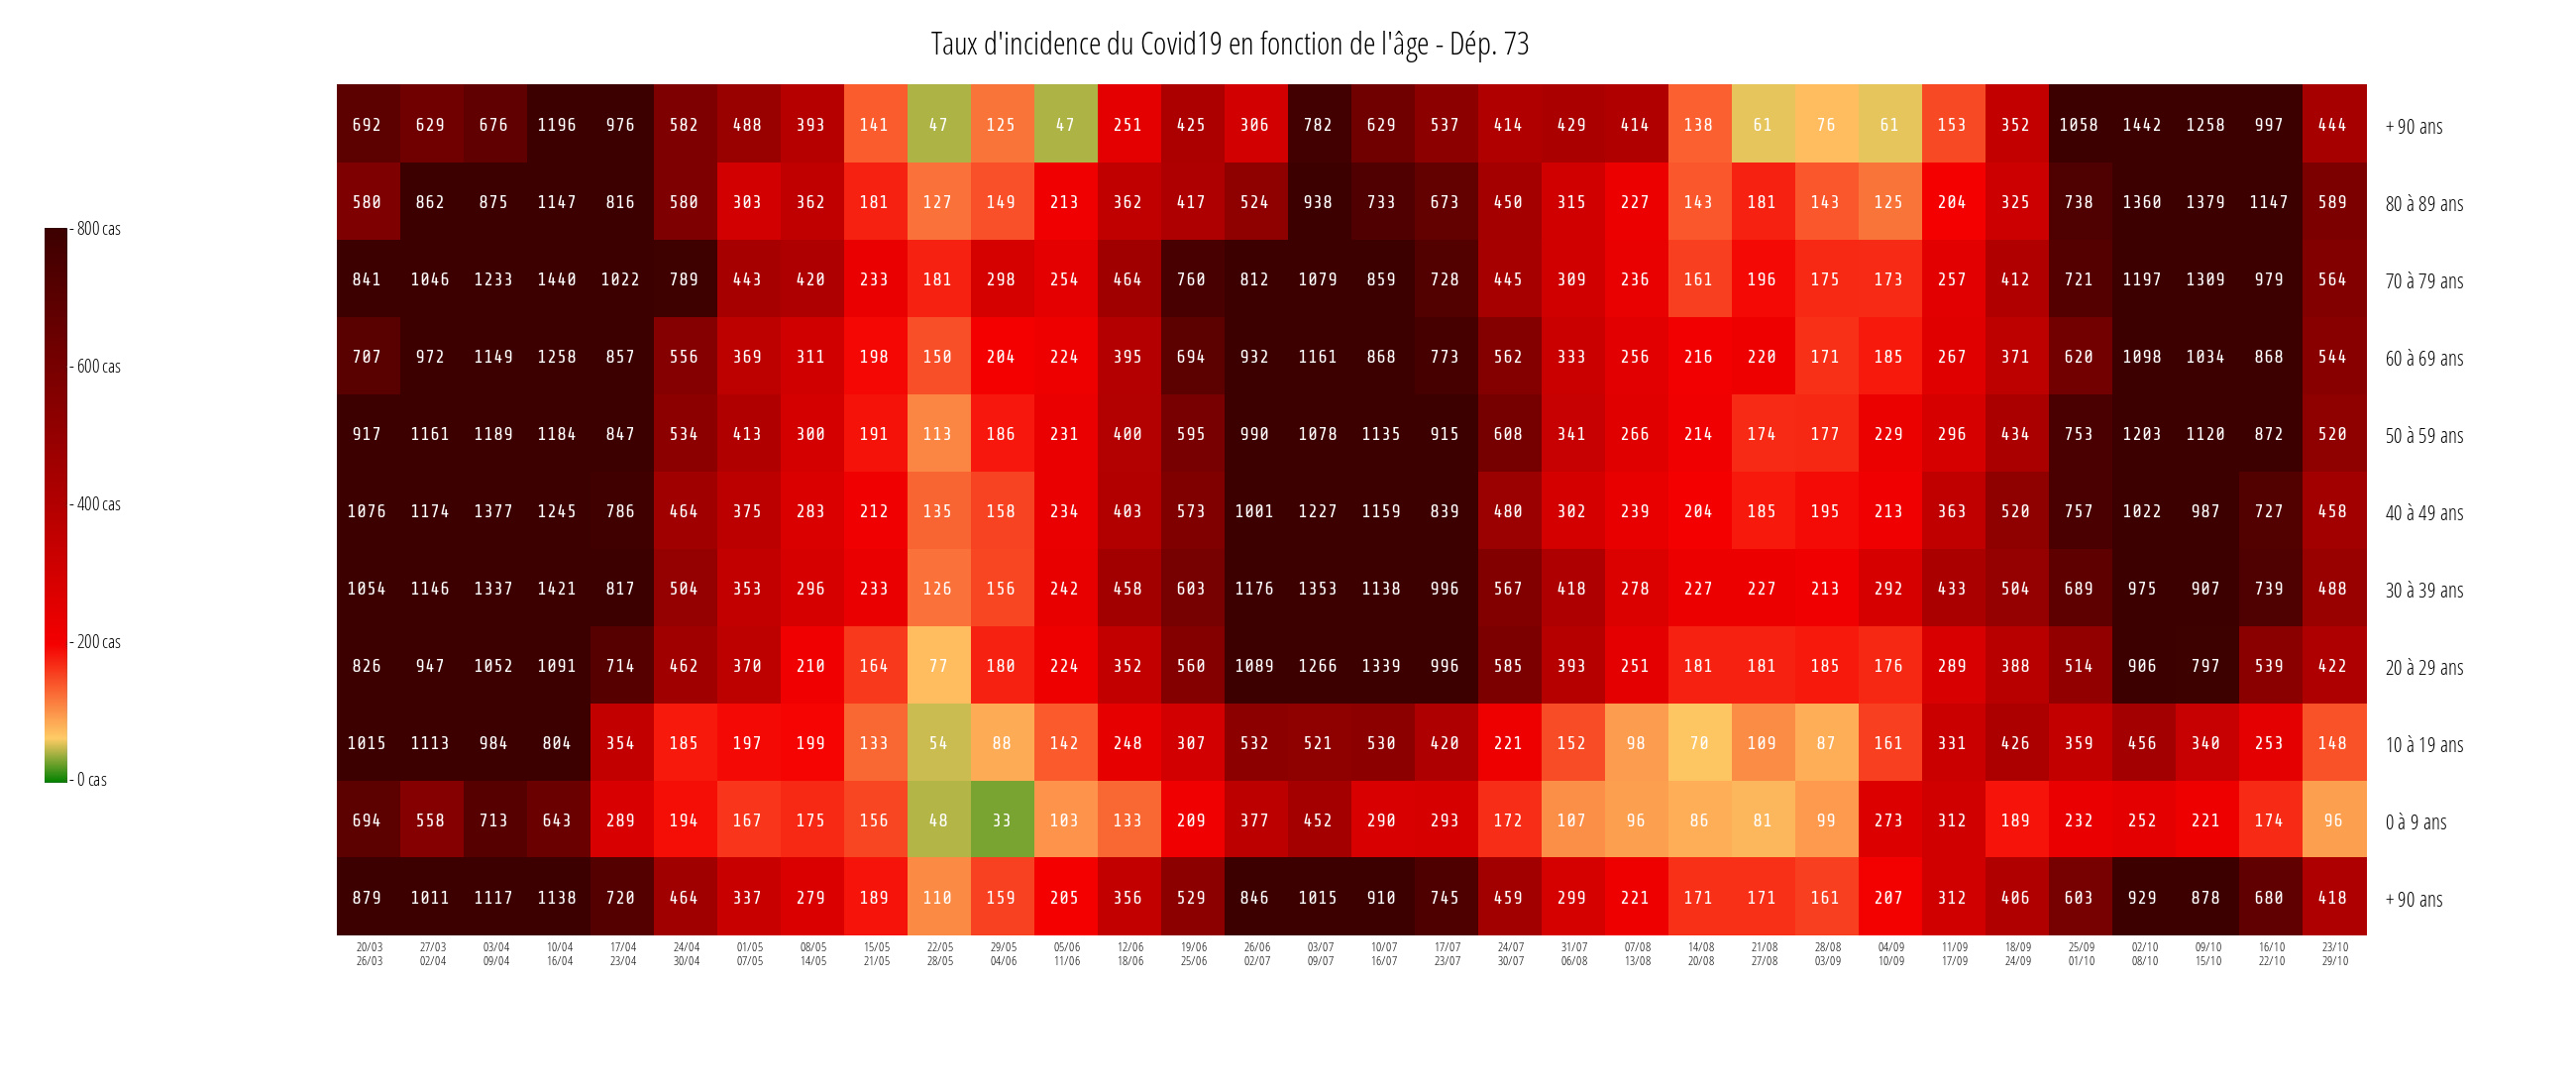 Taux d'incidence du Covid19 en fonction de l'âge - Dép. 73
- 800 cas
- 600 cas
- 400 cas
- 200 cas
- 0 cas
692 629 676 1196 976 582 488 393 141 47 125 47 251 425 306 782 629 537 414 429 414 138 61 76 61 153 352 1058 1442 1258 997 444 + 90 ans
580 862 875 1147 816 580 303 362 181 127 149 213 362 417 524 938 733 673 450 315 227 143 181 143 125 204 325 738 1360 1379 1147 589 80 à 89 ans
841 1046 1233 1440 1022 789 443 420 233 181 298 254 464 760 812 1079 859 728 445 309 236 161 196 175 173 257 412 721 1197 1309 979 564 70 à 79 ans
707 972 1149 1258 857 556 369 311 198 150 204 224 395 694 932 1161 868 773 562 333 256 216 220 171 185 267 371 620 1098 1034 868 544 60 à 69 ans
917 1161 1189 1184 847 534 413 300 191 113 186 231 400 595 990 1078 1135 915 608 341 266 214 174 177 229 296 434 753 1203 1120 872 520 50 à 59 ans
1076 1174 1377 1245 786 464 375 283 212 135 158 234 403 573 1001 1227 1159 839 480 302 239 204 185 195 213 363 520 757 1022 987 727 458 40 à 49 ans
1054 1146 1337 1421 817 504 353 296 233 126 156 242 458 603 1176 1353 1138 996 567 418 278 227 227 213 292 433 504 689 975 907 739 488 30 à 39 ans
826 947 1052 1091 714 462 370 210 164 77 180 224 352 560 1089 1266 1339 996 585 393 251 181 181 185 176 289 388 514 906 797 539 422 20 à 29 ans
1015 1113 984 804 354 185 197 199 133 54 88 142 248 307 532 521 530 420 221 152 98 70 109 87 161 331 426 359 456 340 253 148 10 à 19 ans
694 558 713 643 289 194 167 175 156 48 33 103 133 209 377 452 290 293 172 107 96 86 81 99 273 312 189 232 252 221 174 96 0 à 9 ans
879 1011 1117 1138 720 464 337 279 189 110 159 205 356 529 846 1015 910 745 459 299 221 171 171 161 207 312 406 603 929 878 680 418 + 90 ans
20/03 27/03 03/04 10/04 17/04 24/04 01/05 08/05 15/05 22/05 29/05 05/06 12/06 19/06 26/06 03/07 10/07 17/07 24/07 31/07 07/08 14/08 21/08 28/08 04/09 11/09 18/09 25/09 02/10 09/10 16/10 23/10
26/03 02/04 09/04 16/04 23/04 30/04 07/05 14/05 21/05 28/05 04/06 11/06 18/06 25/06 02/07 09/07 16/07 23/07 30/07 06/08 13/08 20/08 27/08 03/09 10/09 17/09 24/09 01/10 08/10 15/10 22/10 29/10